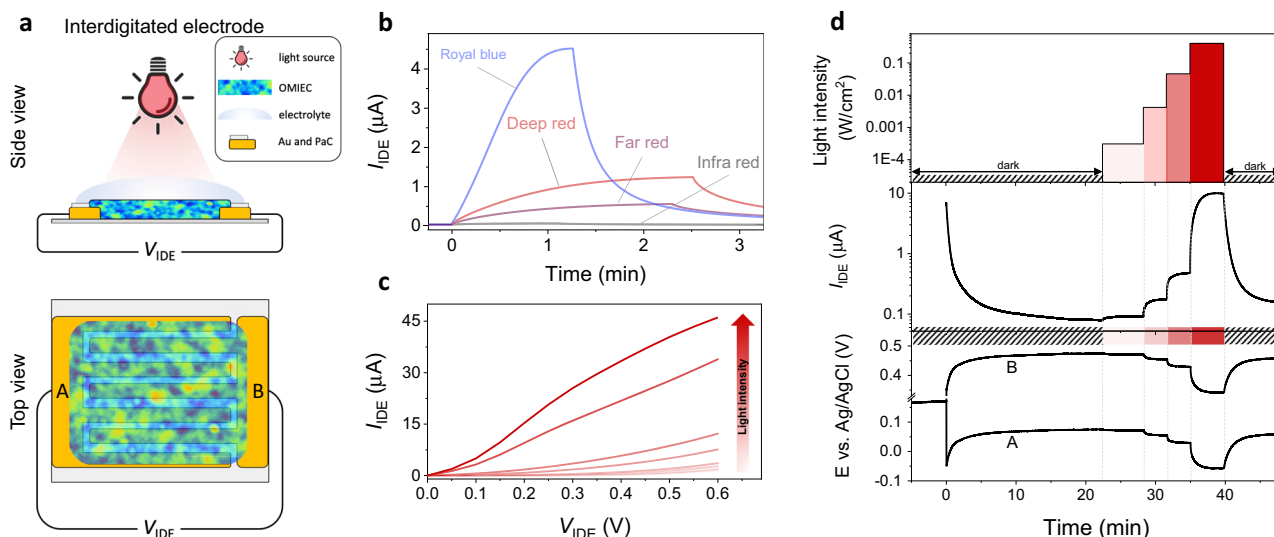 a
Interdigitated electrode
Side view
light source
OMIEC
electrolyte
Au and PaC
V_IDE
Top view
A
B
V_IDE
b
I_IDE (μA)
6
4
2
0
Royal blue
Deep red
Far red
Infra red
0
1
2
3
Time (min)
c
I_IDE (μA)
45
30
15
0
Light intensity
0.0
0.1
0.2
0.3
0.4
0.5
0.6
V_IDE (V)
d
Light intensity
(W/cm²)
0.1
0.01
0.001
1E-4
dark
dark
I_IDE (μA)
10
1
0.1
E vs. Ag/AgCl (V)
0.5
0.4
0.1
0.0
-0.1
B
A
0
10
20
30
40
Time (min)